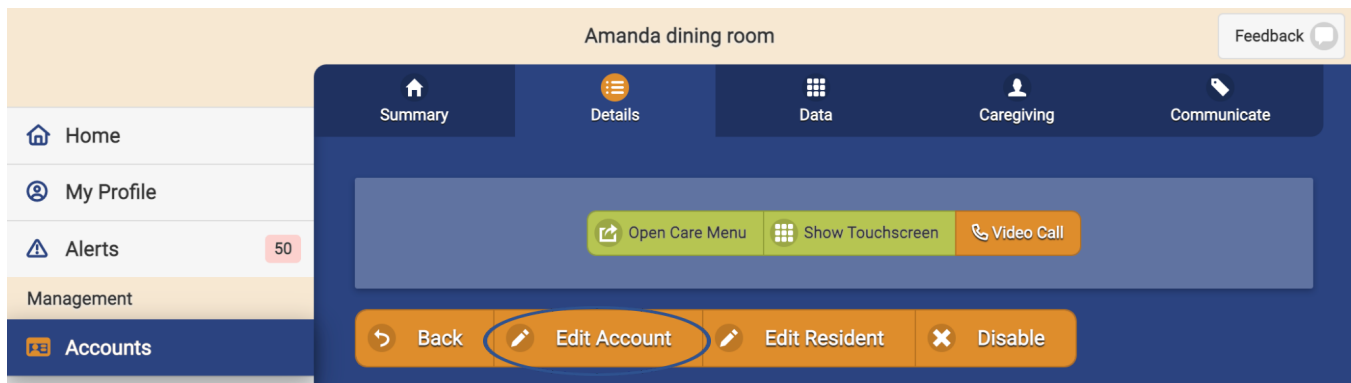 Amanda dining room
Feedback
Summary
Details
Data
Caregiving
Communicate
Home
My Profile
Alerts
50
Management
Accounts
Open Care Menu
Show Touchscreen
Video Call
Back
Edit Account
Edit Resident
Disable